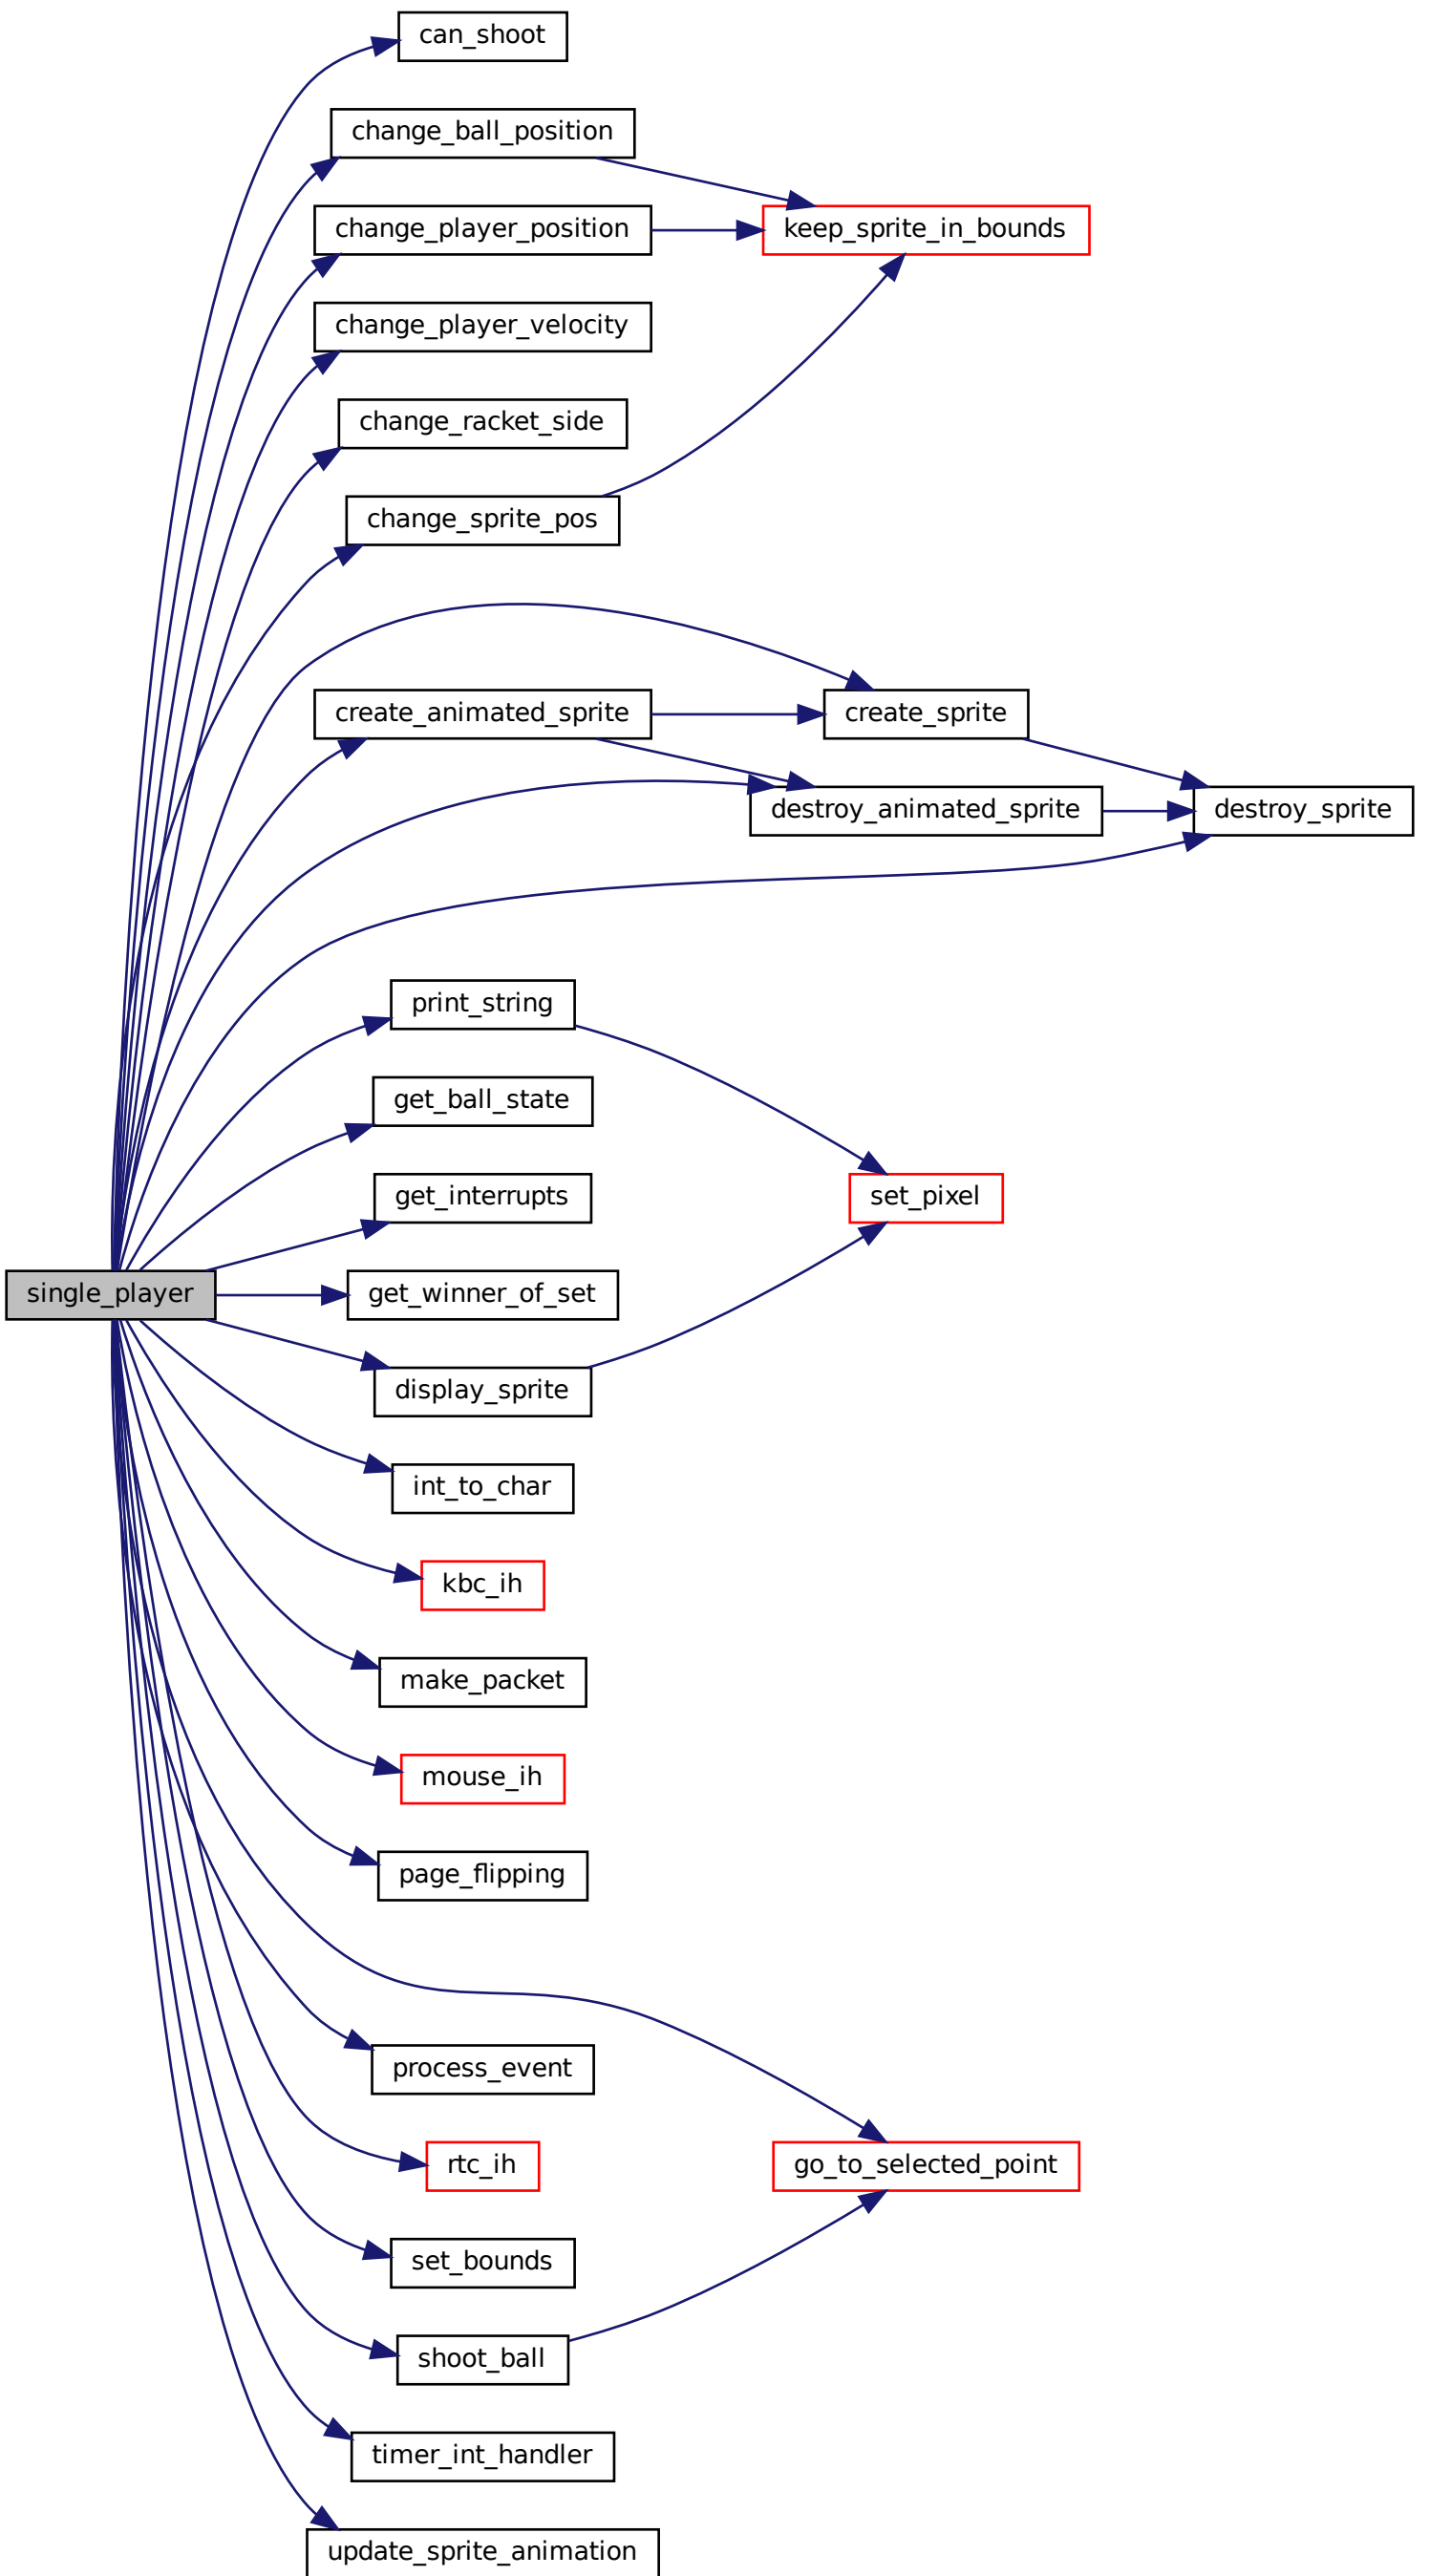 can_shoot
change_ball_position
change_player_position
keep_sprite_in_bounds
change_player_velocity
change_racket_side
change_sprite_pos
create_animated_sprite
create_sprite
destroy_animated_sprite
destroy_sprite
print_string
get_ball_state
get_interrupts
set_pixel
single_player
get_winner_of_set
display_sprite
int_to_char
kbc_ih
make_packet
mouse_ih
page_flipping
process_event
rtc_ih
go_to_selected_point
set_bounds
shoot_ball
timer_int_handler
update_sprite_animation